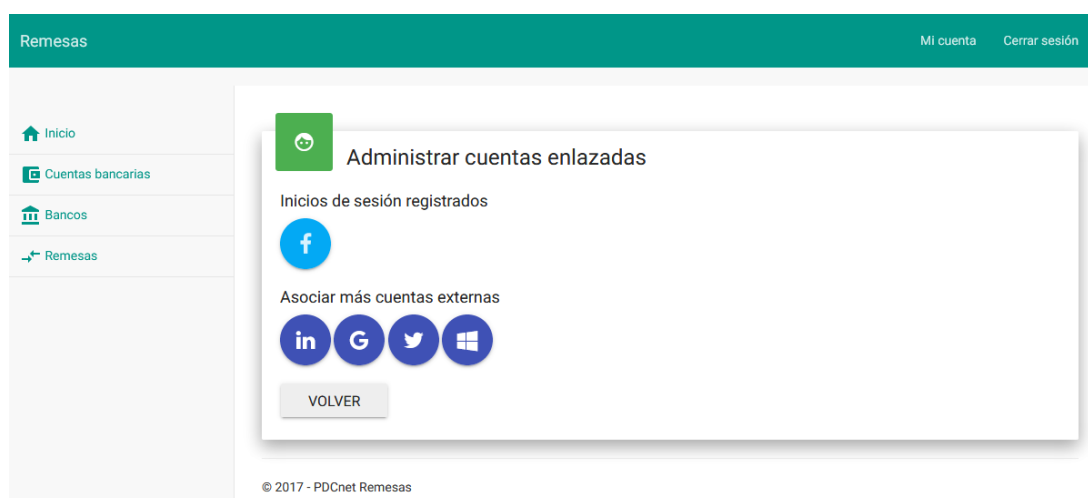 Remesas
Mi cuenta
Cerrar sesión
Inicio
Cuentas bancarias
Bancos
Remesas
Administrar cuentas enlazadas
Inicios de sesión registrados
Asociar más cuentas externas
VOLVER
© 2017 - PDCnet Remesas